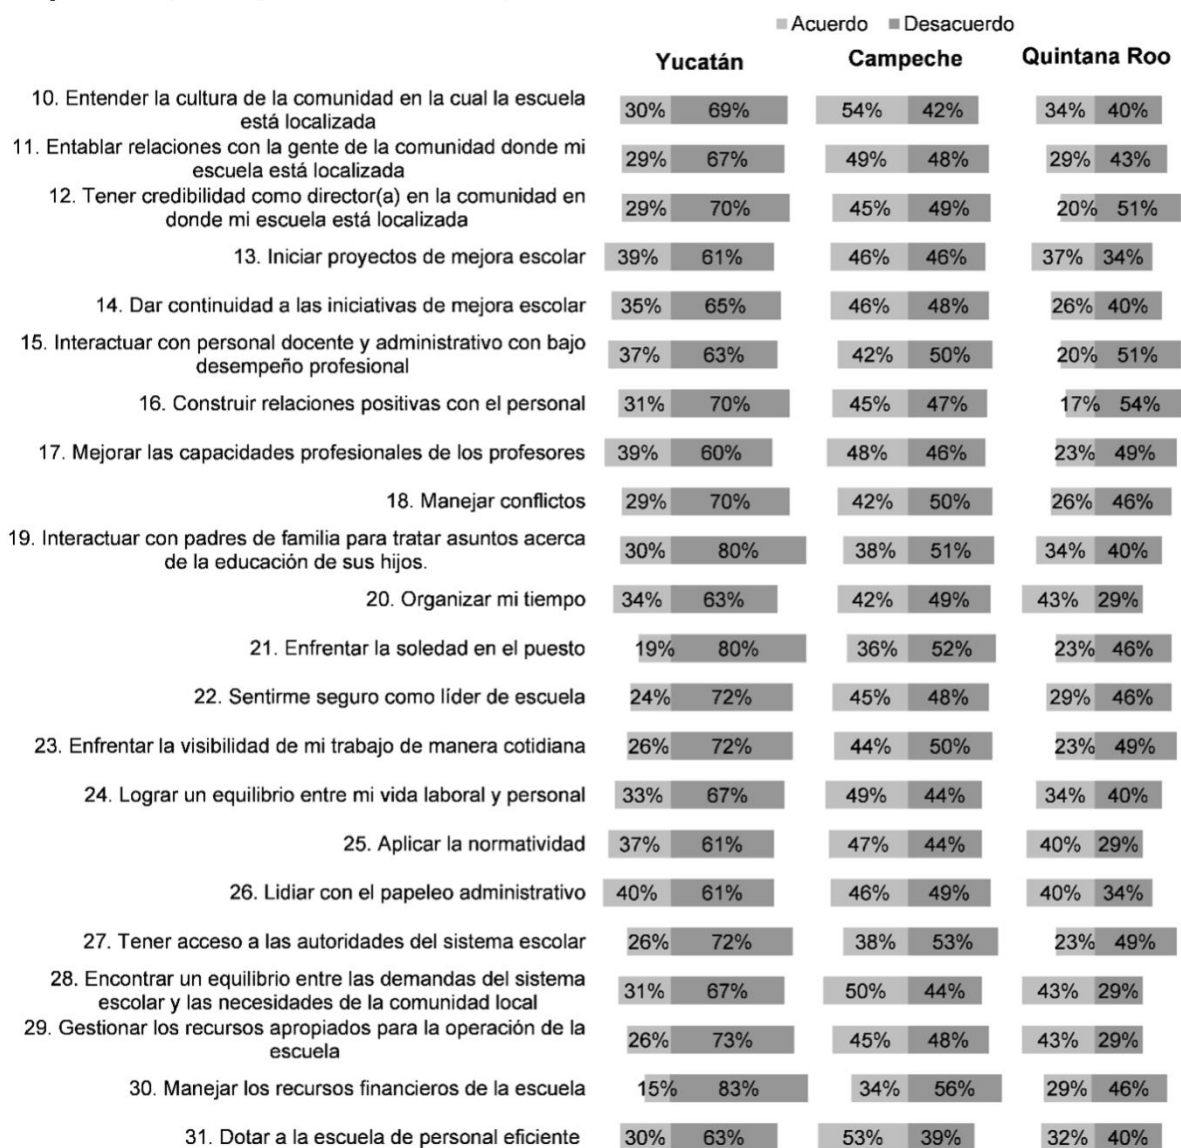 Acuerdo Desacuerdo
Yucatán Campeche Quintana Roo
10. Entender la cultura de la comunidad en la cual la escuela
está localizada
30% 69% 54% 42% 34% 40%
11. Entablar relaciones con la gente de la comunidad donde mi
escuela está localizada
29% 67% 49% 48% 29% 43%
12. Tener credibilidad como director(a) en la comunidad en
donde mi escuela está localizada
29% 70% 45% 49% 20% 51%
13. Iniciar proyectos de mejora escolar 39% 61% 46% 46% 37% 34%
14. Dar continuidad a las iniciativas de mejora escolar 35% 65% 46% 48% 26% 40%
15. Interactuar con personal docente y administrativo con bajo
desempeño profesional
37% 63% 42% 50% 20% 51%
16. Construir relaciones positivas con el personal 31% 70% 45% 47% 17% 54%
17. Mejorar las capacidades profesionales de los profesores 39% 60% 48% 46% 23% 49%
18. Manejar conflictos 29% 70% 42% 50% 26% 46%
19. Interactuar con padres de familia para tratar asuntos acerca
de la educación de sus hijos.
30% 80% 38% 51% 34% 40%
20. Organizar mi tiempo 34% 63% 42% 49% 43% 29%
21. Enfrentar la soledad en el puesto 19% 80% 36% 52% 23% 46%
22. Sentirme seguro como líder de escuela 24% 72% 45% 48% 29% 46%
23. Enfrentar la visibilidad de mi trabajo de manera cotidiana 26% 72% 44% 50% 23% 49%
24. Lograr un equilibrio entre mi vida laboral y personal 33% 67% 49% 44% 34% 40%
25. Aplicar la normatividad 37% 61% 47% 44% 40% 29%
26. Lidiar con el papeleo administrativo 40% 61% 46% 49% 40% 34%
27. Tener acceso a las autoridades del sistema escolar 26% 72% 38% 53% 23% 49%
28. Encontrar un equilibrio entre las demandas del sistema
escolar y las necesidades de la comunidad local
31% 67% 50% 44% 43% 29%
29. Gestionar los recursos apropiados para la operación de la
escuela
26% 73% 45% 48% 43% 29%
30. Manejar los recursos financieros de la escuela 15% 83% 34% 56% 29% 46%
31. Dotar a la escuela de personal eficiente 30% 63% 53% 39% 32% 40%